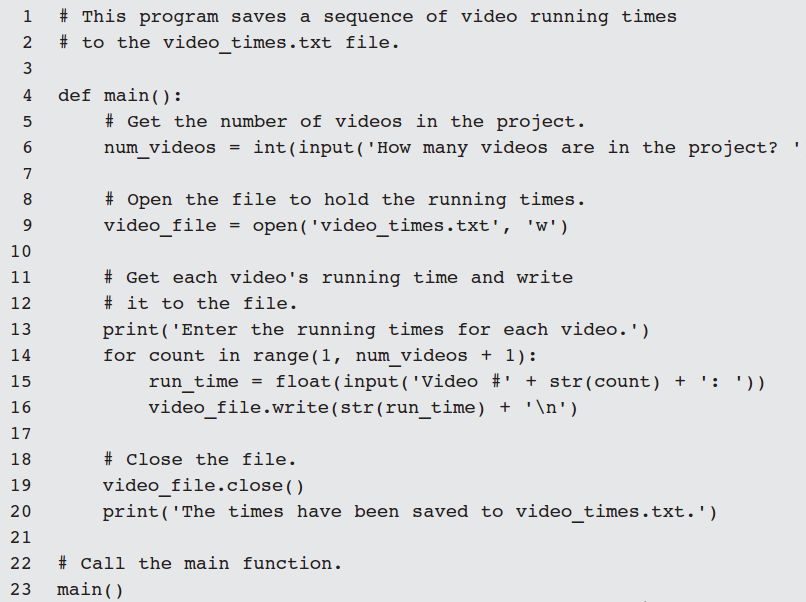 1 # This program saves a sequence of video running times
2 # to the video_times.txt file.
3
4 def main():
5     # Get the number of videos in the project.
6     num_videos = int(input('How many videos are in the project? '
7
8     # Open the file to hold the running times.
9     video_file = open('video_times.txt', 'w')
10
11     # Get each video's running time and write
12     # it to the file.
13     print('Enter the running times for each video.')
14     for count in range(1, num_videos + 1):
15         run_time = float(input('Video #' + str(count) + ': '))
16         video_file.write(str(run_time) + '\n')
17
18     # Close the file.
19     video_file.close()
20     print('The times have been saved to video_times.txt.')
21
22 # Call the main function.
23 main()